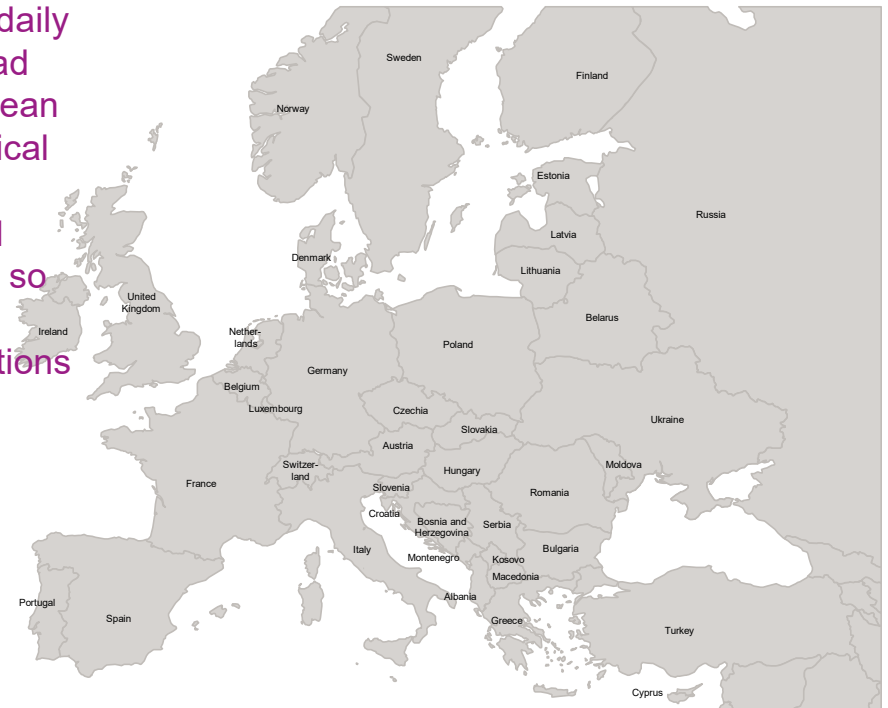 daily
ad
ean
ical
l
so
tions
Sweden
Finland
Norway
Estonia
Russia
Latvia
Denmark
Lithuania
United
Kingdom
Belarus
Ireland
Nether-
lands
Poland
Germany
Belgium
Luxembourg
Czechia
Ukraine
Slovakia
Austria
Switzer-
land
Moldova
Hungary
France
Slovenia
Romania
Croatia
Bosnia and
Herzegovina
Serbia
Italy
Bulgaria
Montenegro
Kosovo
Macedonia
Albania
Portugal
Spain
Greece
Turkey
Cyprus